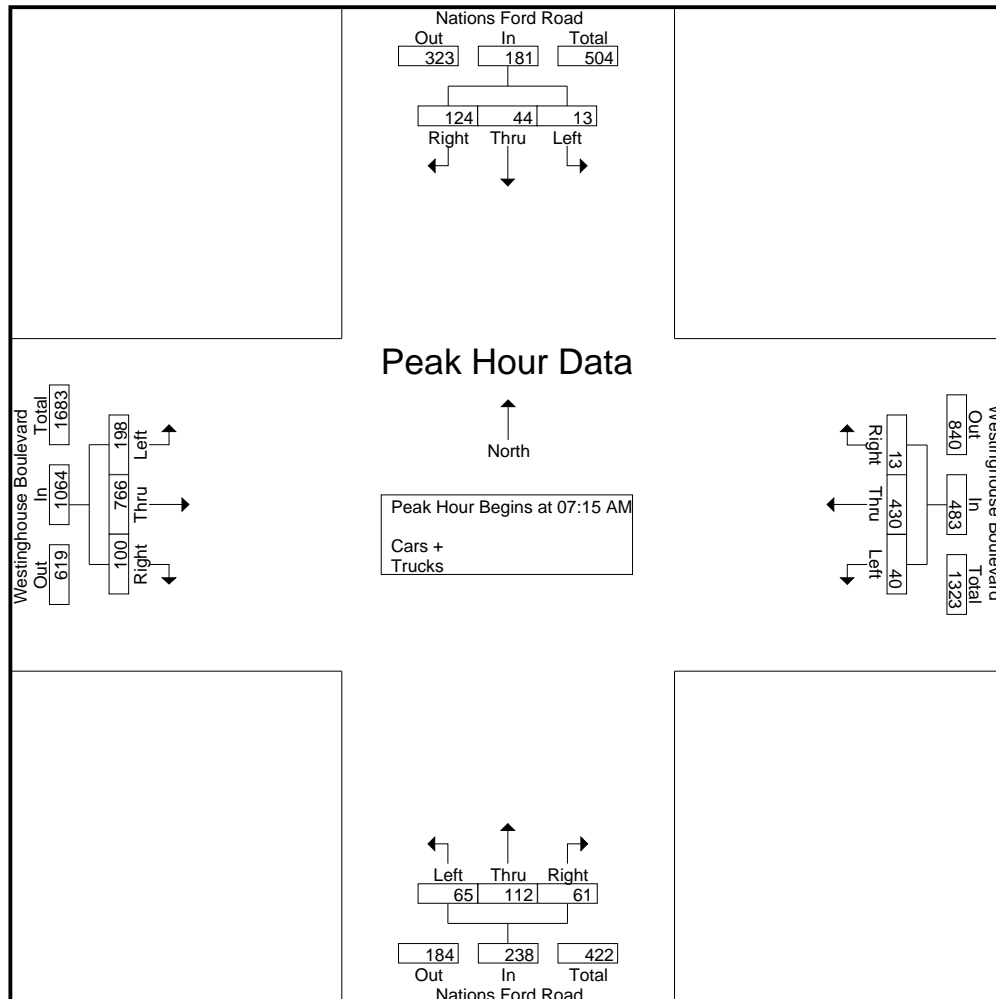 Nations Ford Road
Out In Total
323 181 504
124 44 13
Right Thru Left
Peak Hour Data
North
Peak Hour Begins at 07:15 AM
Cars +
Trucks
Westinghouse Boulevard
Total In Out
1683 1064 619
198 766 100
Left Thru Right
Westinghouse Boulevard
Out In Total
840 483 1323
13 430 40
Right Thru Left
Left Thru Right
65 112 61
184 238 422
Out In Total
Nations Ford Road